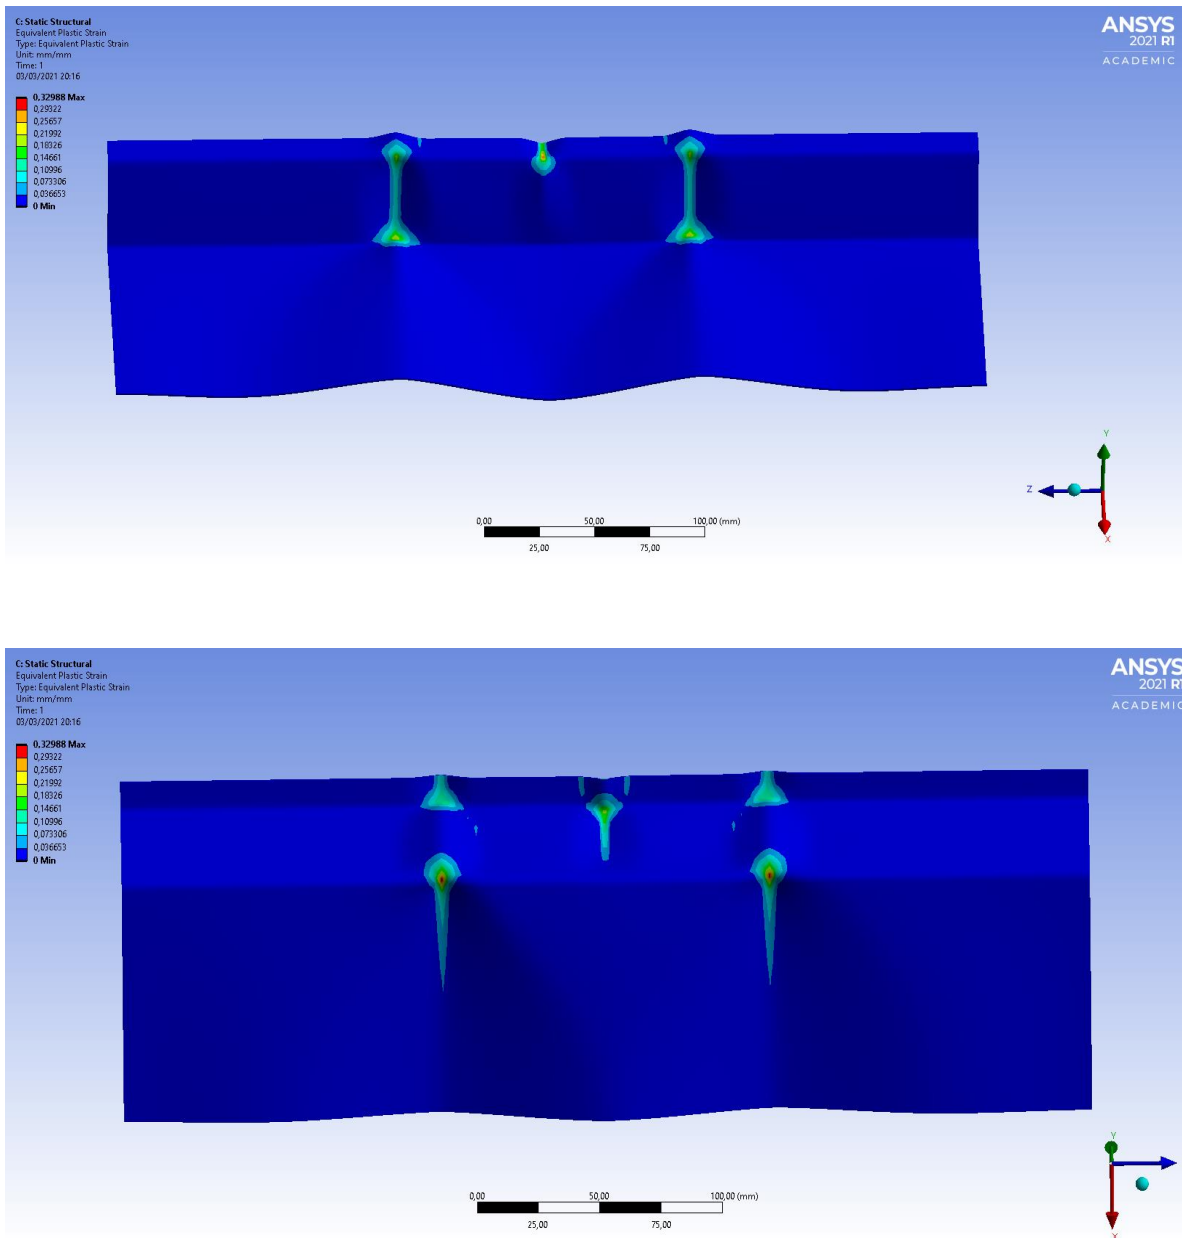 C: Static Structural
Equivalent Plastic Strain
Type: Equivalent Plastic Strain
Unit: mm/mm
Time: 1
03/03/2021 20:16
0,32988 Max
0,29322
0,25657
0,21992
0,18326
0,14661
0,10996
0,073306
0,036653
0 Min
ANSYS
2021 R1
ACADEMIC
Y
Z
X
0,00 50,00 100,00 (mm)
25,00 75,00
C: Static Structural
Equivalent Plastic Strain
Type: Equivalent Plastic Strain
Unit: mm/mm
Time: 1
03/03/2021 20:16
0,32988 Max
0,29322
0,25657
0,21992
0,18326
0,14661
0,10996
0,073306
0,036653
0 Min
ANSYS
2021 R1
ACADEMIC
Y
X
0,00 50,00 100,00 (mm)
25,00 75,00